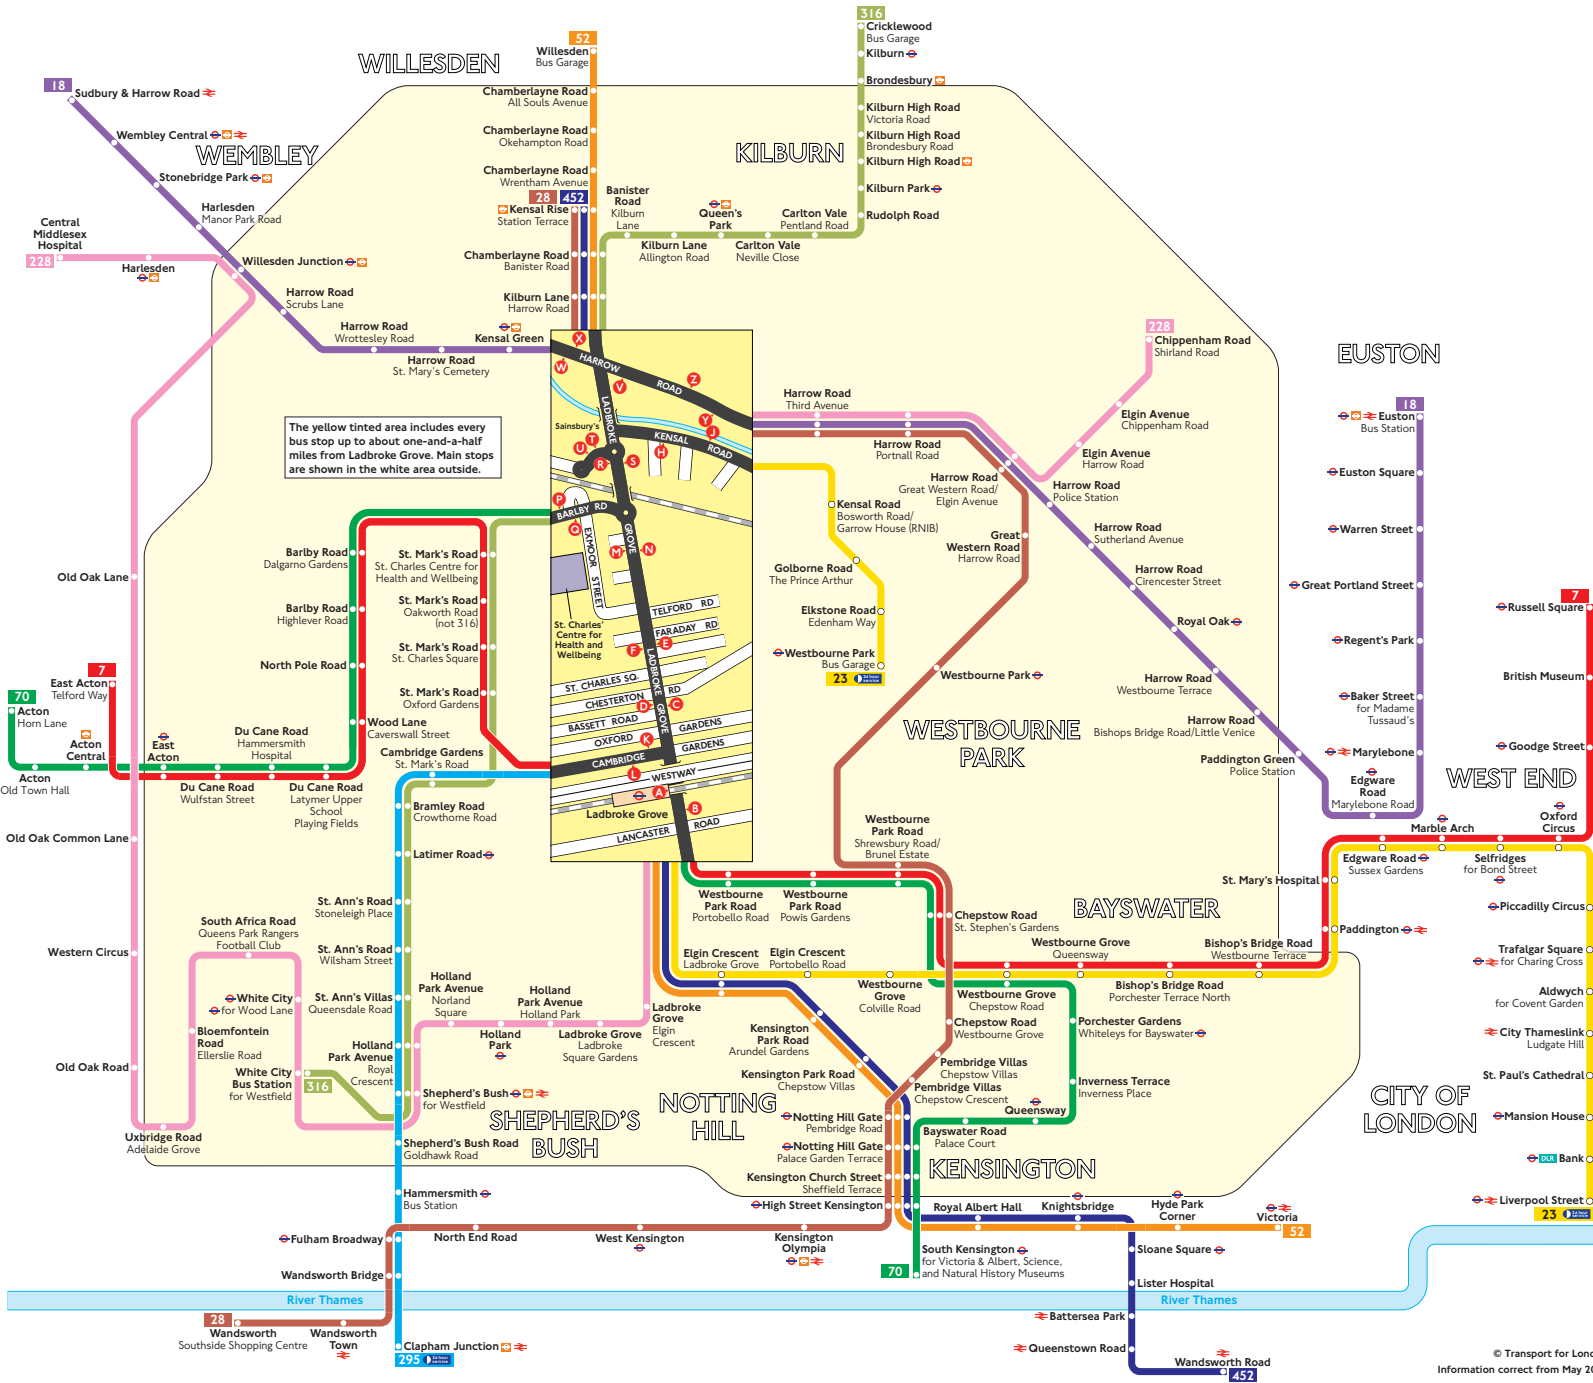 316
Cricklewood
Bus Garage
Kilburn
Brondesbury
Kilburn High Road
Victoria Road
Kilburn High Road
Brondesbury Road
Kilburn High Road
Kilburn Park
Rudolph Road
52
Willesden
Bus Garage
WILLESDEN
Chamberlayne Road
All Souls Avenue
Chamberlayne Road
Okehampton Road
Chamberlayne Road
Wrentham Avenue
28
452
Kensal Rise
Station Terrace
Chamberlayne Road
Banister Road
Kilburn Lane
Harrow Road
Banister
Road
Kilburn
Lane
Kilburn Lane
Allington Road
Queen's
Park
Carlton Vale
Neville Close
Carlton Vale
Pentland Road
KILBURN
18
Sudbury & Harrow Road
Wembley Central
WEMBLEY
Stonebridge Park
Harlesden
Manor Park Road
Willesden Junction
Harrow Road
Scrubs Lane
Harrow Road
Wrottesley Road
Harrow Road
St. Mary's Cemetery
Kensal Green
Central
Middlesex
Hospital
228
Harlesden
The yellow tinted area includes every
bus stop up to about one-and-a-half
miles from Ladbroke Grove. Main stops
are shown in the white area outside.
X
W
HARROW
ROAD
V
Z
Y
J
LADBROKE
Sainsbury's
KENSAL
ROAD
U
T
R
S
H
P
BARLBY RD
Q
EXMOOR
STREET
GROVE
M
N
TELFORD RD
FARADAY RD
St. Charles'
Centre for
Health and
Wellbeing
F
E
LADBROKE
GROVE
ST. CHARLES SQ.
CHESTERTON RD
D
C
BASSETT ROAD
OXFORD GARDENS
K
CAMBRIDGE GARDENS
L
WESTWAY
A
B
Ladbroke Grove
LANCASTER ROAD
Harrow Road
Third Avenue
Harrow Road
Portnall Road
Harrow Road
Great Western Road/
Elgin Avenue
228
Chippenham Road
Shirland Road
Elgin Avenue
Chippenham Road
Elgin Avenue
Harrow Road
Harrow Road
Police Station
Harrow Road
Sutherland Avenue
Harrow Road
Cirencester Street
Royal Oak
Harrow Road
Westbourne Terrace
Harrow Road
Bishops Bridge Road/Little Venice
Paddington Green
Police Station
Edgware
Road
Marylebone Road
EUSTON
18
Euston
Bus Station
Euston Square
Warren Street
Great Portland Street
Regent's Park
Baker Street
for Madame
Tussaud's
Marylebone
Great
Western Road
Harrow Road
Westbourne Park
WESTBOURNE
PARK
Kensal Road
Bosworth Road/
Garrow House (RNIB)
Golborne Road
The Prince Arthur
Elkstone Road
Edenham Way
Westbourne Park
Bus Garage
23
24 hour
service
7
Russell Square
British Museum
Goodge Street
WEST END
Oxford
Circus
Marble Arch
Edgware Road
Sussex Gardens
Selfridges
for Bond Street
St. Mary's Hospital
Paddington
Piccadilly Circus
Trafalgar Square
for Charing Cross
Aldwych
for Covent Garden
City Thameslink
Ludgate Hill
St. Paul's Cathedral
Mansion House
DLR
Bank
Liverpool Street
23
24 hour
service
CITY OF
LONDON
Old Oak Lane
Old Oak Common Lane
Western Circus
Old Oak Road
Uxbridge Road
Adelaide Grove
70
Acton
Horn Lane
Acton
Old Town Hall
Acton
Central
7
East Acton
Telford Way
East
Acton
Du Cane Road
Wulfstan Street
Du Cane Road
Hammersmith
Hospital
Du Cane Road
Latymer Upper
School
Playing Fields
Barlby Road
Dalgarno Gardens
Barlby Road
Highlever Road
North Pole Road
Wood Lane
Caverswall Street
St. Mark's Road
St. Charles Centre for
Health and Wellbeing
St. Mark's Road
Oakworth Road
(not 316)
St. Mark's Road
St. Charles Square
St. Mark's Road
Oxford Gardens
Cambridge Gardens
St. Mark's Road
Bramley Road
Crowthorne Road
Latimer Road
St. Ann's Road
Stoneleigh Place
St. Ann's Road
Wilsham Street
St. Ann's Villas
Queensdale Road
Holland
Park Avenue
Royal
Crescent
South Africa Road
Queens Park Rangers
Football Club
White City
for Wood Lane
Bloemfontein
Road
Ellerslie Road
White City
Bus Station
for Westfield
316
Shepherd's Bush
for Westfield
SHEPHERD'S
BUSH
Shepherd's Bush Road
Goldhawk Road
Hammersmith
Bus Station
Holland
Park Avenue
Norland
Square
Holland
Park
Holland
Park Avenue
Holland Park
Ladbroke Grove
Ladbroke
Square Gardens
Ladbroke
Grove
Elgin
Crescent
Westbourne
Park Road
Portobello Road
Westbourne
Park Road
Powis Gardens
Westbourne
Park Road
Shrewsbury Road/
Brunel Estate
Chepstow Road
St. Stephen's Gardens
BAYSWATER
Westbourne Grove
Queensway
Bishop's Bridge Road
Westbourne Terrace
Bishop's Bridge Road
Porchester Terrace North
Elgin Crescent
Ladbroke Grove
Elgin Crescent
Portobello Road
Westbourne
Grove
Colville Road
Westbourne Grove
Chepstow Road
Chepstow Road
Westbourne Grove
Porchester Gardens
Whiteleys for Bayswater
Inverness Terrace
Inverness Place
Queensway
Bayswater Road
Palace Court
Kensington
Park Road
Arundel Gardens
Kensington Park Road
Chepstow Villas
Pembridge Villas
Chepstow Villas
Pembridge Villas
Chepstow Crescent
NOTTING
HILL
Notting Hill Gate
Pembridge Road
Notting Hill Gate
Palace Garden Terrace
Kensington Church Street
Sheffield Terrace
High Street Kensington
KENSINGTON
Royal Albert Hall
Knightsbridge
Hyde Park
Corner
Victoria
52
South Kensington
for Victoria & Albert, Science,
and Natural History Museums
70
Sloane Square
Lister Hospital
Battersea Park
Queenstown Road
Wandsworth Road
452
Fulham Broadway
North End Road
West Kensington
Kensington
Olympia
Wandsworth Bridge
River Thames
River Thames
28
Wandsworth
Southside Shopping Centre
Wandsworth
Town
Clapham Junction
295
24 hour
service
© Transport for Lond
Information correct from May 20